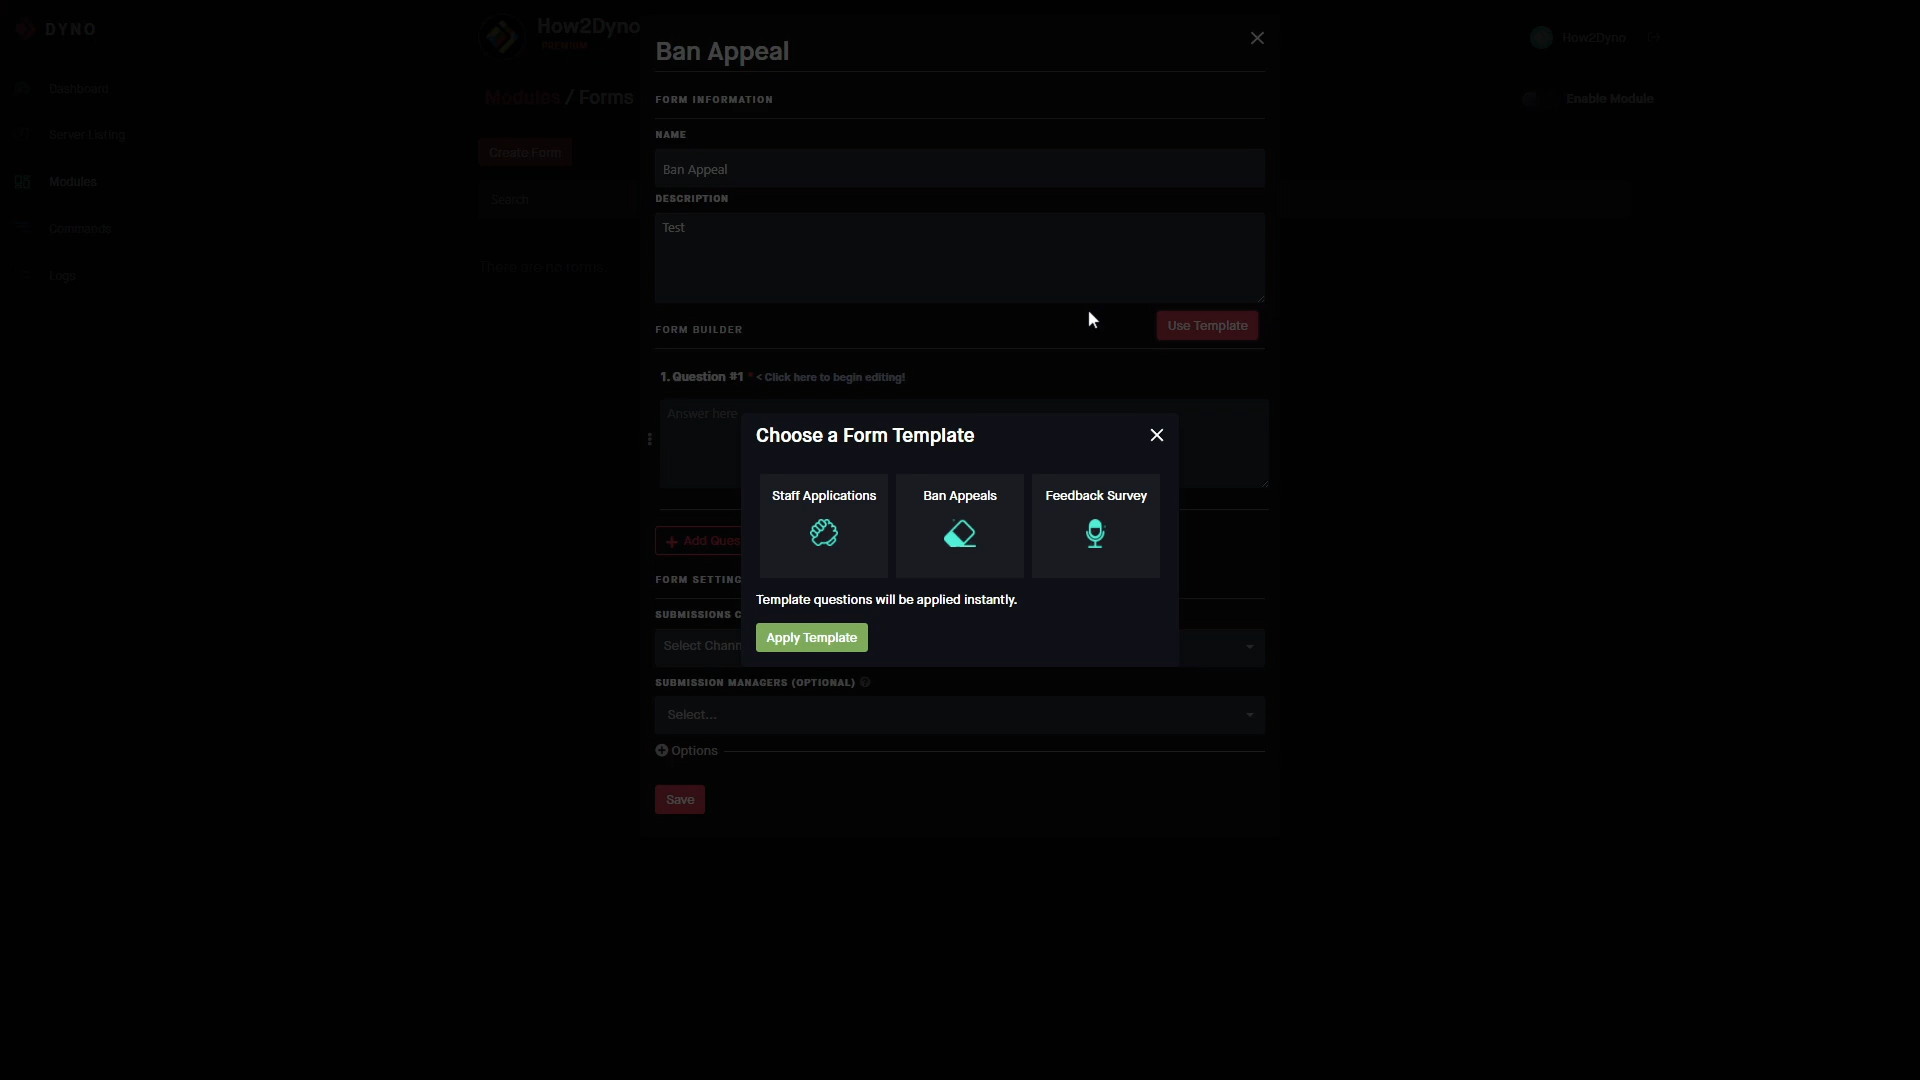 DYNO
Dashboard
Server Listing
Modules
Commands
Logs
How2Dyno
PREMIUM
Modules / Forms
Create Form
Search
There are no forms.
How2Dyno
Enable Module
Ban Appeal
FORM INFORMATION
NAME
Ban Appeal
DESCRIPTION
Test
FORM BUILDER
Use Template
1. Question #1 * < Click here to begin editing!
Answer here
Choose a Form Template
Staff Applications
Ban Appeals
Feedback Survey
Template questions will be applied instantly.
Apply Template
+ Add Ques
FORM SETTING
SUBMISSIONS C
Select Chann
SUBMISSION MANAGERS (OPTIONAL)
Select...
Options
Save